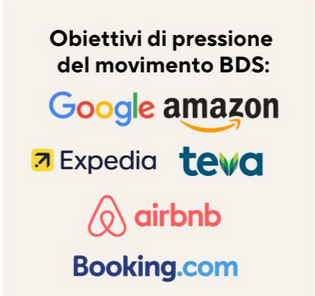 Obiettivi di pressione
del movimento BDS:
Google amazon
Expedia teva
airbnb
Booking.com